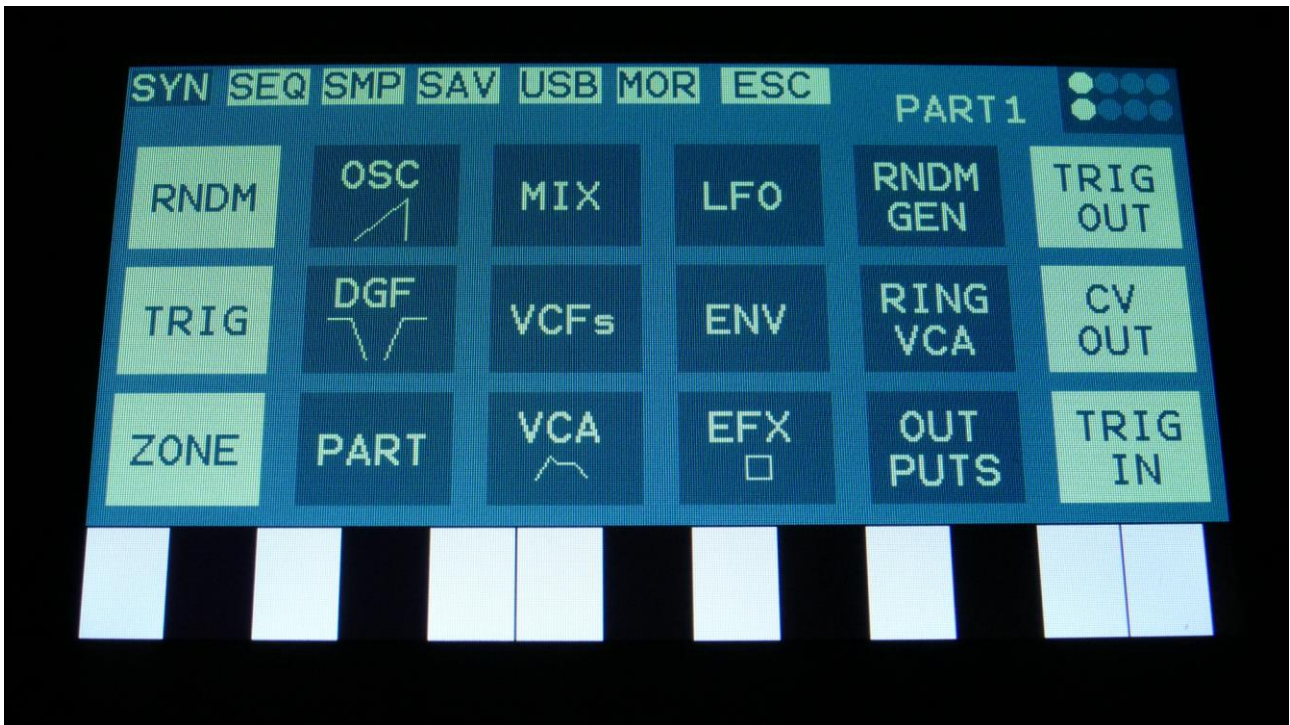 SYN SEQ SMP SAV USB MOR ESC PART1
RNDM OSC MIX LFO RNDM GEN TRIG OUT
TRIG DGF VCFs ENV RING VCA CV OUT
ZONE PART VCA EFX OUT PUTS TRIG IN